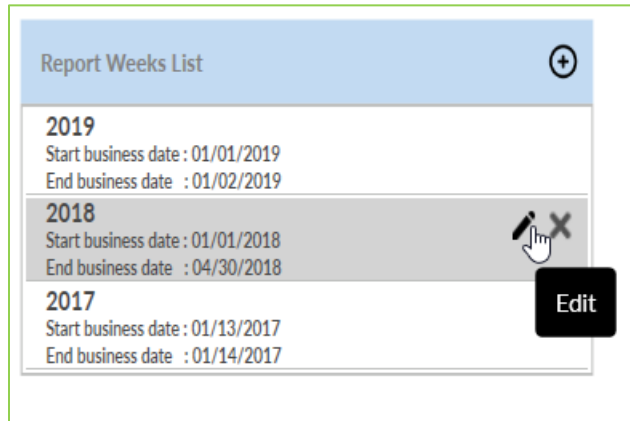 Report Weeks List
2019
Start business date : 01/01/2019
End business date : 01/02/2019
2018
Start business date : 01/01/2018
End business date : 04/30/2018
Edit
2017
Start business date : 01/13/2017
End business date : 01/14/2017